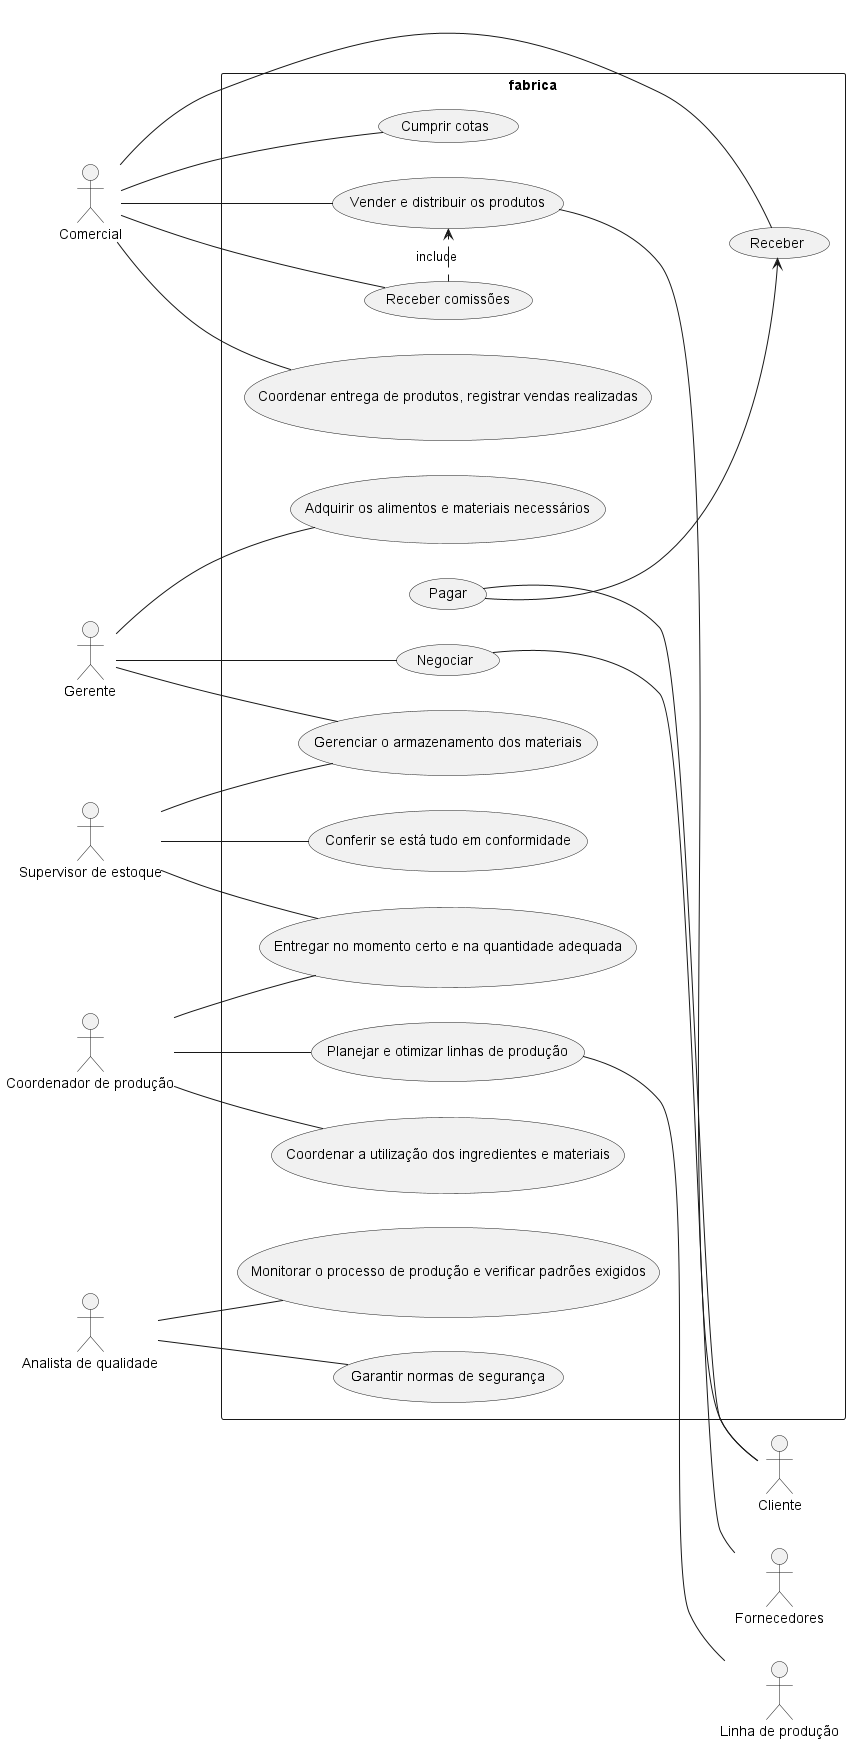 fabrica
Cumprir cotas
Vender e distribuir os produtos
Comercial
Receber
include
Receber comissões
Coordenar entrega de produtos, registrar vendas realizadas
Adquirir os alimentos e materiais necessários
Pagar
Negociar
Gerente
Gerenciar o armazenamento dos materiais
Conferir se está tudo em conformidade
Supervisor de estoque
Entregar no momento certo e na quantidade adequada
Planejar e otimizar linhas de produção
Coordenador de produção
Coordenar a utilização dos ingredientes e materiais
Monitorar o processo de produção e verificar padrões exigidos
Analista de qualidade
Garantir normas de segurança
Cliente
Fornecedores
Linha de produção